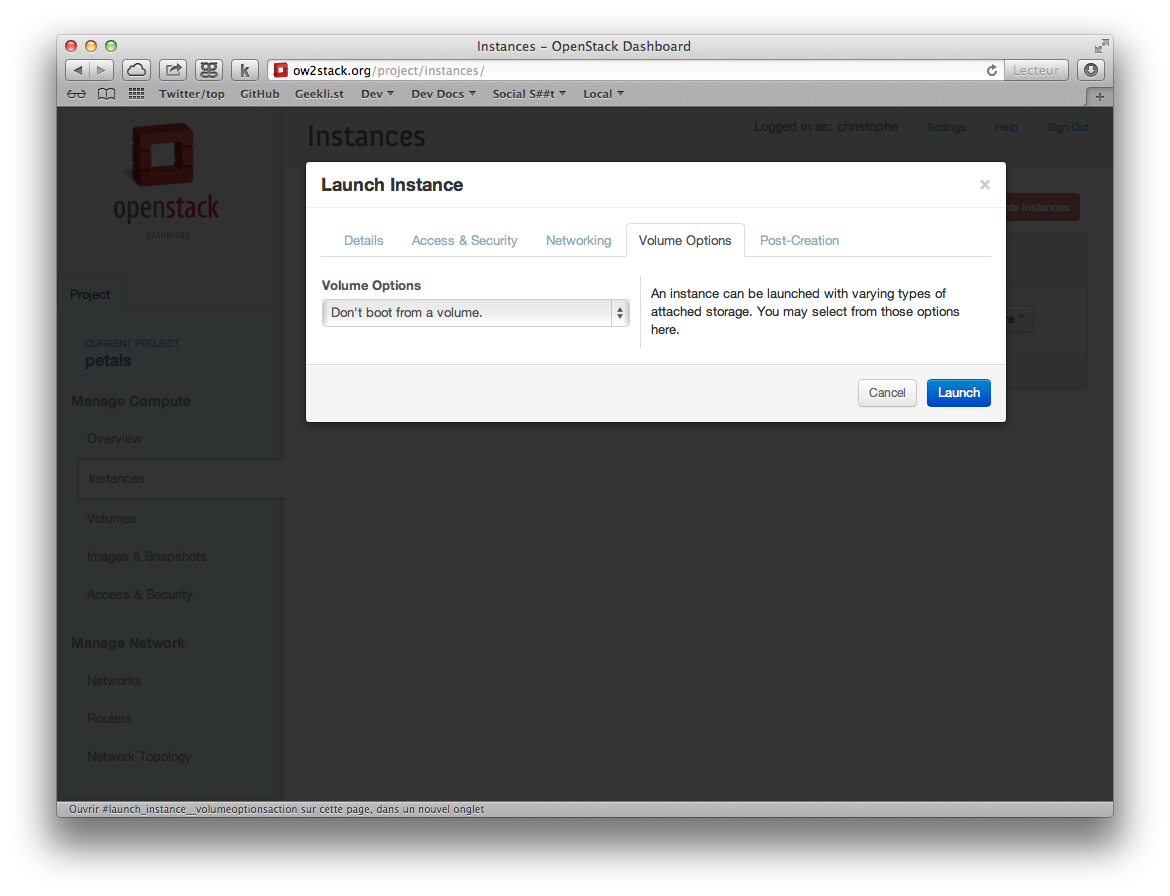 Instances – OpenStack Dashboard
ow2stack.org/project/instances/
Lecteur
Twitter/top GitHub Geekli.st Dev Dev Docs Social S##t Local
openstack
DASHBOARD
Instances
Logged in as: christophe Settings Help Sign Out
Instances
Launch Instance
Details Access & Security Networking Volume Options Post-Creation
Volume Options
Don't boot from a volume.
An instance can be launched with varying types of
attached storage. You may select from those options
here.
Cancel Launch
Project
CURRENT PROJECT
petals
Manage Compute
Overview
Instances
Volumes
Images & Snapshots
Access & Security
Manage Network
Networks
Routers
Network Topology
Ouvrir #launch_instance__volumeoptionsaction sur cette page, dans un nouvel onglet